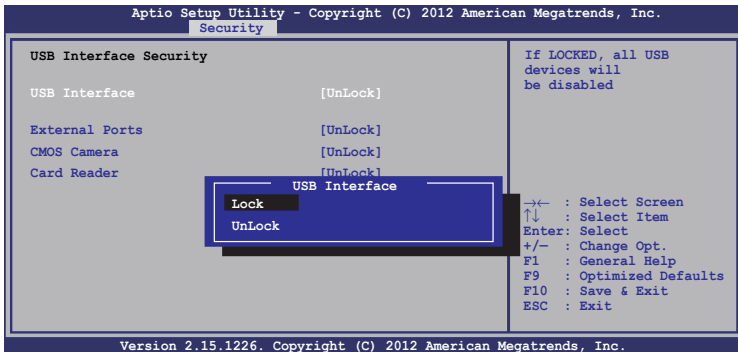 Aptio Setup Utility - Copyright (C) 2012 American Megatrends, Inc.
Security
USB Interface Security
USB Interface [UnLock]
External Ports [UnLock]
CMOS Camera [UnLock]
Card Reader [UnLock]
USB Interface
Lock
UnLock
If LOCKED, all USB
devices will
be disabled
→← : Select Screen
↑↓ : Select Item
Enter: Select
+/— : Change Opt.
F1 : General Help
F9 : Optimized Defaults
F10 : Save & Exit
ESC : Exit
Version 2.15.1226. Copyright (C) 2012 American Megatrends, Inc.